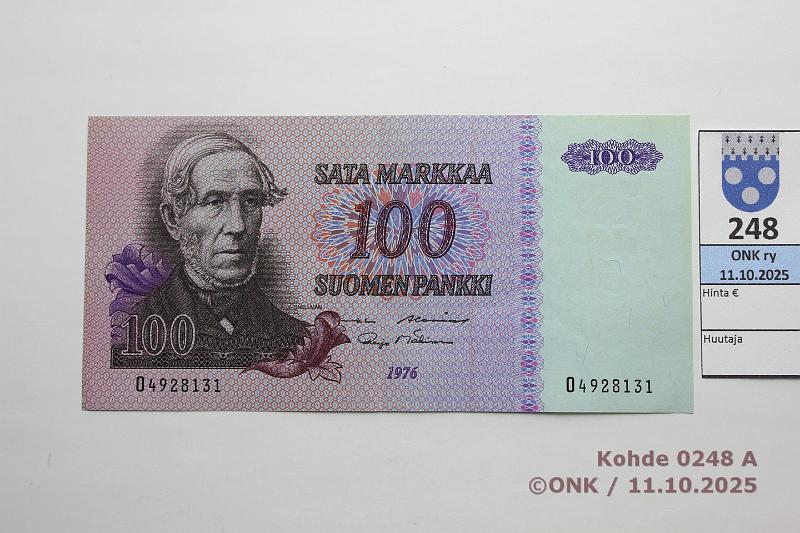 SATA MARKKAA
100
SUOMEN PANKKI
100
100
1976
O4928131
O4928131
248
ONK ry
11.10.2025
Hinta €
Huutaja
Kohde 0248 A
©ONK / 11.10.2025